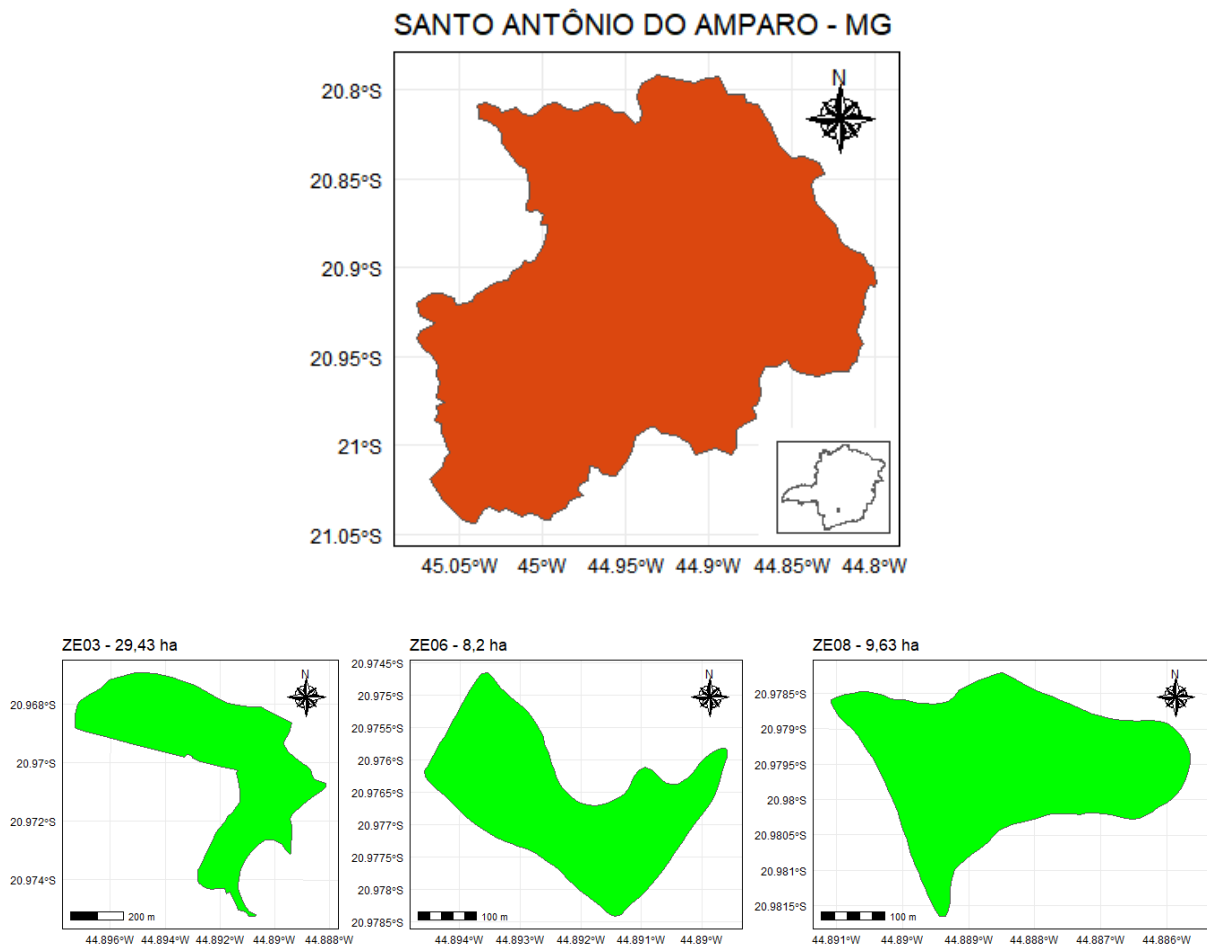 SANTO ANTÔNIO DO AMPARO - MG
N
20.8°S
20.85°S
20.9°S
20.95°S
21°S
21.05°S
45.05°W 45°W 44.95°W 44.9°W 44.85°W 44.8°W
ZE03 - 29,43 ha
N
20.968°S
20.97°S
20.972°S
20.974°S
200 m
44.896°W 44.894°W 44.892°W 44.89°W 44.888°W
ZE06 - 8,2 ha
N
20.9745°S
20.975°S
20.9755°S
20.976°S
20.9765°S
20.977°S
20.9775°S
20.978°S
20.9785°S
100 m
44.894°W 44.893°W 44.892°W 44.891°W 44.89°W
ZE08 - 9,63 ha
N
20.9785°S
20.979°S
20.9795°S
20.98°S
20.9805°S
20.981°S
20.9815°S
100 m
44.891°W 44.89°W 44.889°W 44.888°W 44.887°W 44.886°W